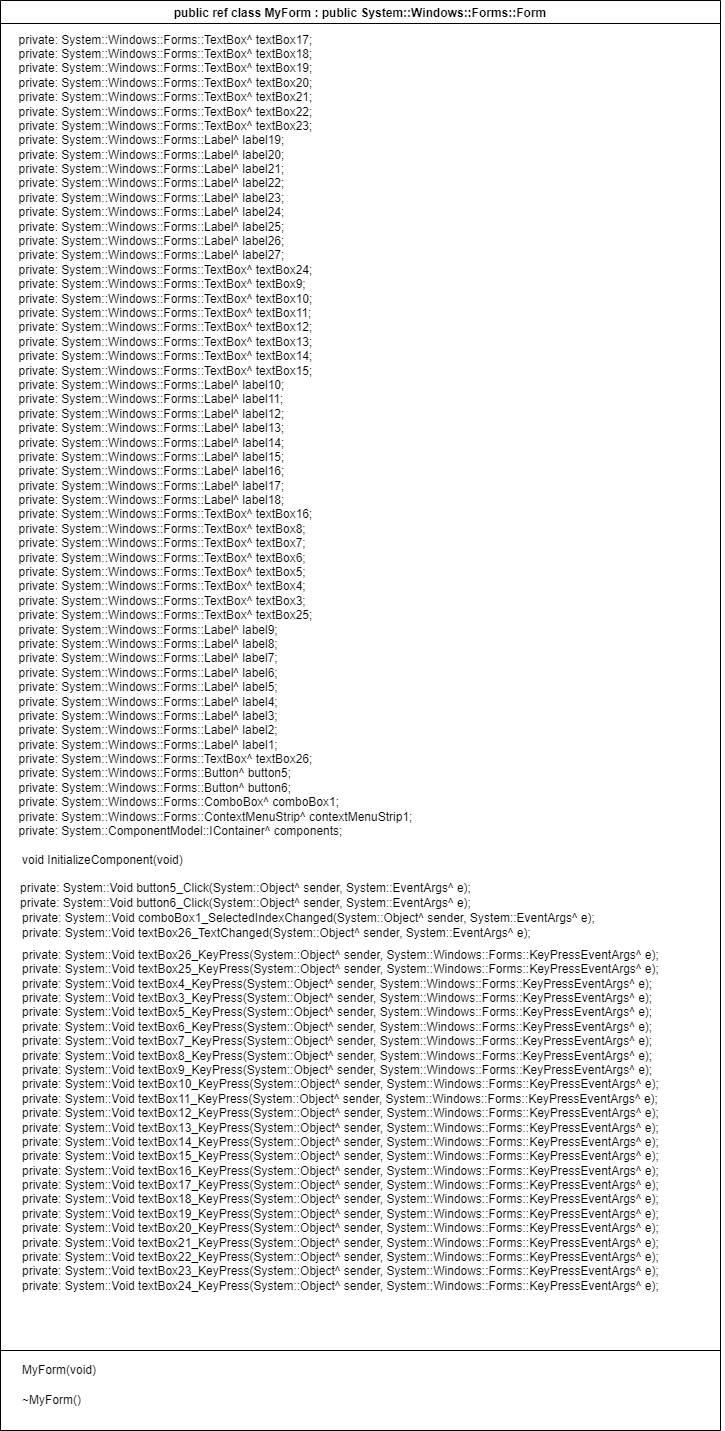 public ref class MyForm : public System::Windows::Forms::Form
private: System::Windows::Forms::TextBox^ textBox17;
private: System::Windows::Forms::TextBox^ textBox18;
private: System::Windows::Forms::TextBox^ textBox19;
private: System::Windows::Forms::TextBox^ textBox20;
private: System::Windows::Forms::TextBox^ textBox21;
private: System::Windows::Forms::TextBox^ textBox22;
private: System::Windows::Forms::TextBox^ textBox23;
private: System::Windows::Forms::Label^ label19;
private: System::Windows::Forms::Label^ label20;
private: System::Windows::Forms::Label^ label21;
private: System::Windows::Forms::Label^ label22;
private: System::Windows::Forms::Label^ label23;
private: System::Windows::Forms::Label^ label24;
private: System::Windows::Forms::Label^ label25;
private: System::Windows::Forms::Label^ label26;
private: System::Windows::Forms::Label^ label27;
private: System::Windows::Forms::TextBox^ textBox24;
private: System::Windows::Forms::TextBox^ textBox9;
private: System::Windows::Forms::TextBox^ textBox10;
private: System::Windows::Forms::TextBox^ textBox11;
private: System::Windows::Forms::TextBox^ textBox12;
private: System::Windows::Forms::TextBox^ textBox13;
private: System::Windows::Forms::TextBox^ textBox14;
private: System::Windows::Forms::TextBox^ textBox15;
private: System::Windows::Forms::Label^ label10;
private: System::Windows::Forms::Label^ label11;
private: System::Windows::Forms::Label^ label12;
private: System::Windows::Forms::Label^ label13;
private: System::Windows::Forms::Label^ label14;
private: System::Windows::Forms::Label^ label15;
private: System::Windows::Forms::Label^ label16;
private: System::Windows::Forms::Label^ label17;
private: System::Windows::Forms::Label^ label18;
private: System::Windows::Forms::TextBox^ textBox16;
private: System::Windows::Forms::TextBox^ textBox8;
private: System::Windows::Forms::TextBox^ textBox7;
private: System::Windows::Forms::TextBox^ textBox6;
private: System::Windows::Forms::TextBox^ textBox5;
private: System::Windows::Forms::TextBox^ textBox4;
private: System::Windows::Forms::TextBox^ textBox3;
private: System::Windows::Forms::TextBox^ textBox25;
private: System::Windows::Forms::Label^ label9;
private: System::Windows::Forms::Label^ label8;
private: System::Windows::Forms::Label^ label7;
private: System::Windows::Forms::Label^ label6;
private: System::Windows::Forms::Label^ label5;
private: System::Windows::Forms::Label^ label4;
private: System::Windows::Forms::Label^ label3;
private: System::Windows::Forms::Label^ label2;
private: System::Windows::Forms::Label^ label1;
private: System::Windows::Forms::TextBox^ textBox26;
private: System::Windows::Forms::Button^ button5;
private: System::Windows::Forms::Button^ button6;
private: System::Windows::Forms::ComboBox^ comboBox1;
private: System::Windows::Forms::ContextMenuStrip^ contextMenuStrip1;
private: System::ComponentModel::IContainer^ components;
void InitializeComponent(void)
private: System::Void button5_Click(System::Object^ sender, System::EventArgs^ e);
private: System::Void button6_Click(System::Object^ sender, System::EventArgs^ e);
private: System::Void comboBox1_SelectedIndexChanged(System::Object^ sender, System::EventArgs^ e);
private: System::Void textBox26_TextChanged(System::Object^ sender, System::EventArgs^ e);
private: System::Void textBox26_KeyPress(System::Object^ sender, System::Windows::Forms::KeyPressEventArgs^ e);
private: System::Void textBox25_KeyPress(System::Object^ sender, System::Windows::Forms::KeyPressEventArgs^ e);
private: System::Void textBox4_KeyPress(System::Object^ sender, System::Windows::Forms::KeyPressEventArgs^ e);
private: System::Void textBox3_KeyPress(System::Object^ sender, System::Windows::Forms::KeyPressEventArgs^ e);
private: System::Void textBox5_KeyPress(System::Object^ sender, System::Windows::Forms::KeyPressEventArgs^ e);
private: System::Void textBox6_KeyPress(System::Object^ sender, System::Windows::Forms::KeyPressEventArgs^ e);
private: System::Void textBox7_KeyPress(System::Object^ sender, System::Windows::Forms::KeyPressEventArgs^ e);
private: System::Void textBox8_KeyPress(System::Object^ sender, System::Windows::Forms::KeyPressEventArgs^ e);
private: System::Void textBox9_KeyPress(System::Object^ sender, System::Windows::Forms::KeyPressEventArgs^ e);
private: System::Void textBox10_KeyPress(System::Object^ sender, System::Windows::Forms::KeyPressEventArgs^ e);
private: System::Void textBox11_KeyPress(System::Object^ sender, System::Windows::Forms::KeyPressEventArgs^ e);
private: System::Void textBox12_KeyPress(System::Object^ sender, System::Windows::Forms::KeyPressEventArgs^ e);
private: System::Void textBox13_KeyPress(System::Object^ sender, System::Windows::Forms::KeyPressEventArgs^ e);
private: System::Void textBox14_KeyPress(System::Object^ sender, System::Windows::Forms::KeyPressEventArgs^ e);
private: System::Void textBox15_KeyPress(System::Object^ sender, System::Windows::Forms::KeyPressEventArgs^ e);
private: System::Void textBox16_KeyPress(System::Object^ sender, System::Windows::Forms::KeyPressEventArgs^ e);
private: System::Void textBox17_KeyPress(System::Object^ sender, System::Windows::Forms::KeyPressEventArgs^ e);
private: System::Void textBox18_KeyPress(System::Object^ sender, System::Windows::Forms::KeyPressEventArgs^ e);
private: System::Void textBox19_KeyPress(System::Object^ sender, System::Windows::Forms::KeyPressEventArgs^ e);
private: System::Void textBox20_KeyPress(System::Object^ sender, System::Windows::Forms::KeyPressEventArgs^ e);
private: System::Void textBox21_KeyPress(System::Object^ sender, System::Windows::Forms::KeyPressEventArgs^ e);
private: System::Void textBox22_KeyPress(System::Object^ sender, System::Windows::Forms::KeyPressEventArgs^ e);
private: System::Void textBox23_KeyPress(System::Object^ sender, System::Windows::Forms::KeyPressEventArgs^ e);
private: System::Void textBox24_KeyPress(System::Object^ sender, System::Windows::Forms::KeyPressEventArgs^ e);
MyForm(void)
~MyForm()